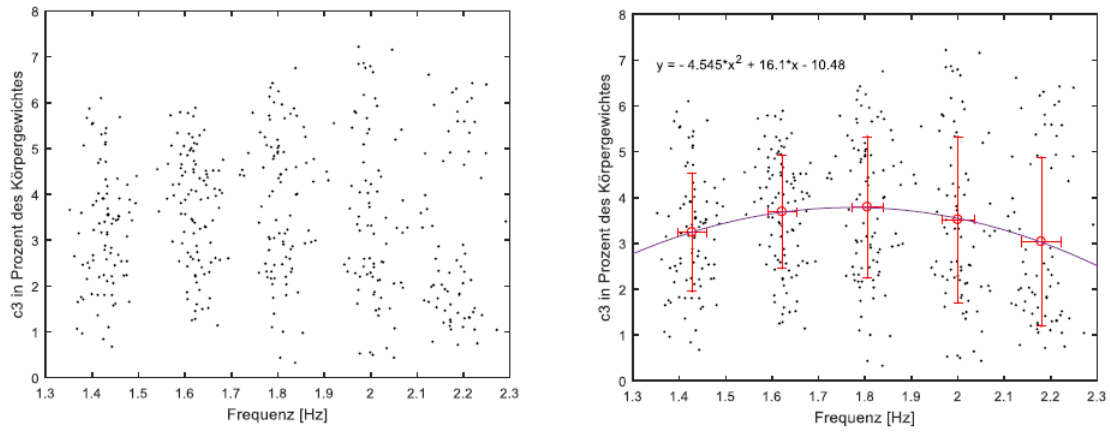 8
7
6
5
4
3
2
1
0
c3 in Prozent des Körpergewichtes
1.3 1.4 1.5 1.6 1.7 1.8 1.9 2 2.1 2.2 2.3
Frequenz [Hz]
8
7
6
5
4
3
2
1
0
c3 in Prozent des Körpergewichtes
y = - 4.545*x² + 16.1*x - 10.48
1.3 1.4 1.5 1.6 1.7 1.8 1.9 2 2.1 2.2 2.3
Frequenz [Hz]